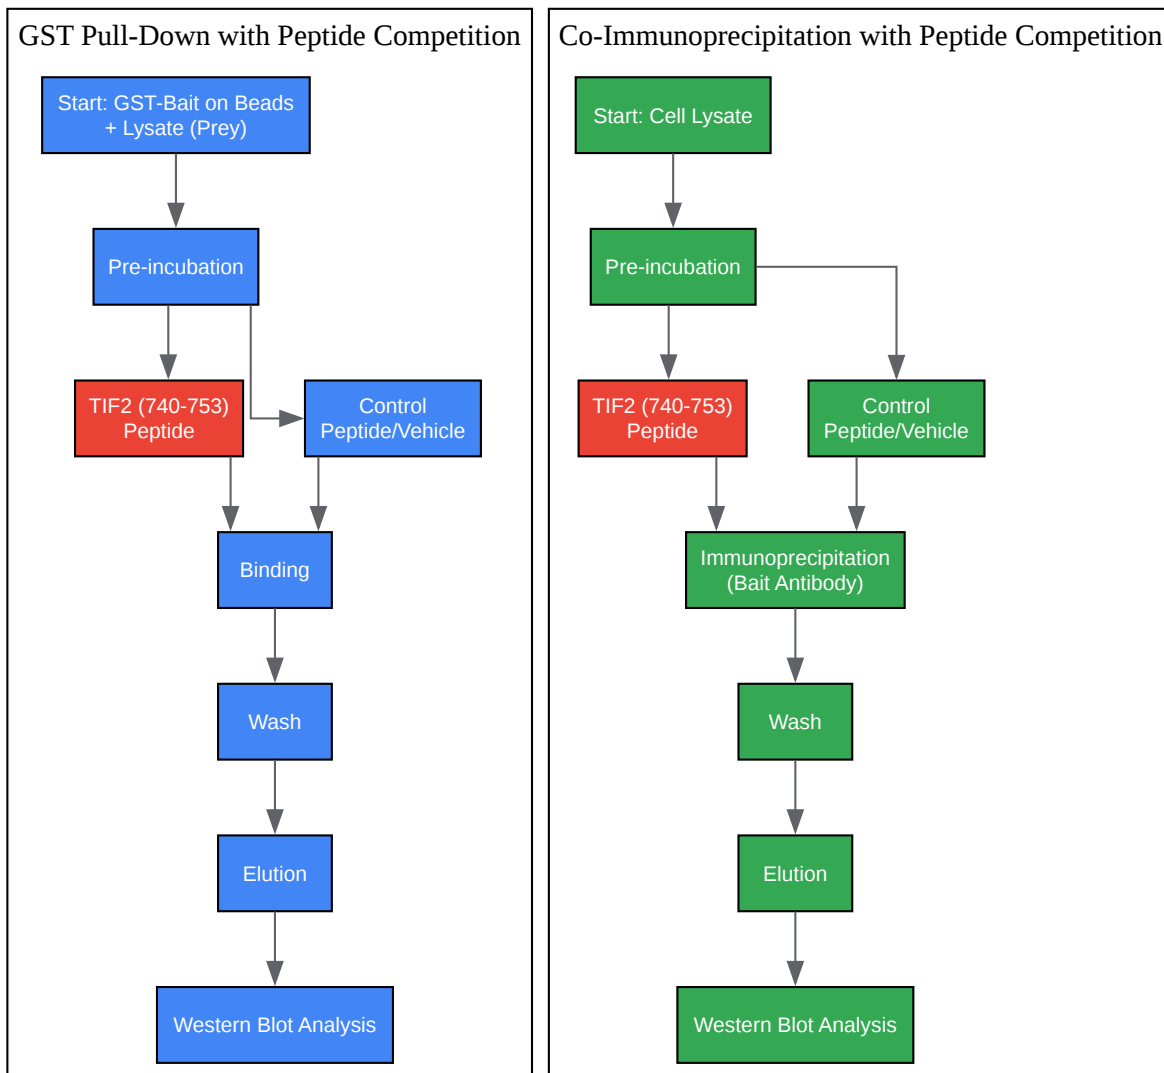 GST Pull-Down with Peptide Competition
Start: GST-Bait on Beads
+ Lysate (Prey)
Pre-incubation
TIF2 (740-753)
Peptide
Control
Peptide/Vehicle
Binding
Wash
Elution
Western Blot Analysis
Co-Immunoprecipitation with Peptide Competition
Start: Cell Lysate
Pre-incubation
TIF2 (740-753)
Peptide
Control
Peptide/Vehicle
Immunoprecipitation
(Bait Antibody)
Wash
Elution
Western Blot Analysis